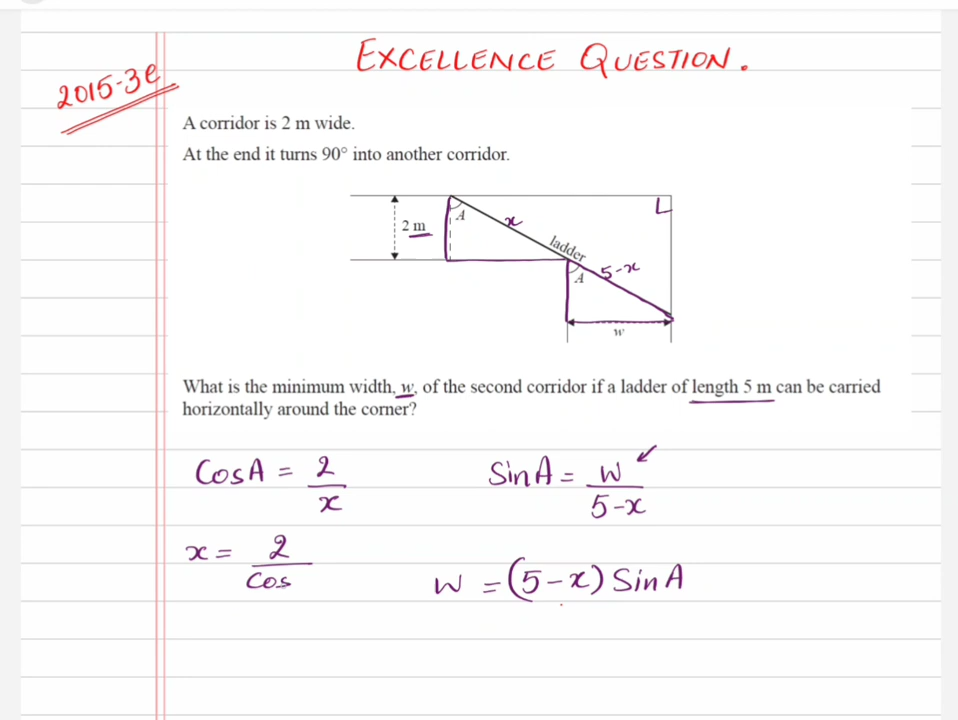 EXCELLENCE QUESTION.
2015-3e
A corridor is 2 m wide.
At the end it turns 90° into another corridor.
A
x
2 m
ladder
A
5-x
w
What is the minimum width, w, of the second corridor if a ladder of length 5 m can be carried
horizontally around the corner?
CosA = 2/x
SinA = W/5-x
x = 2/Cos
W = (5-x) SinA